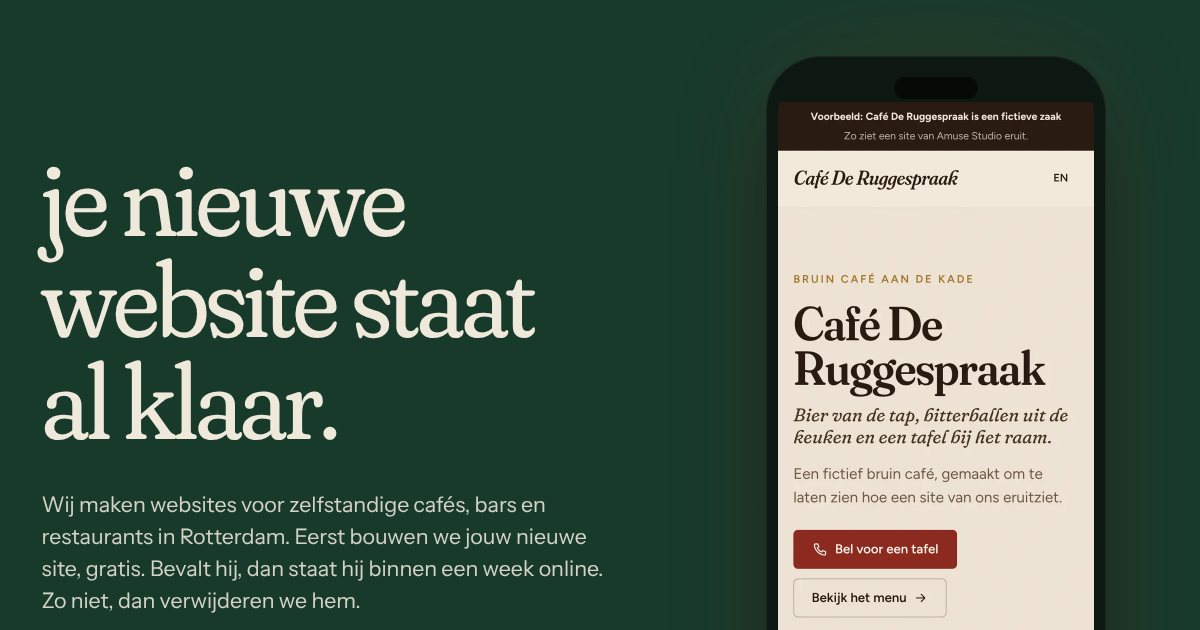 je nieuwe
website staat
al klaar.
Wij maken websites voor zelfstandige cafés, bars en
restaurants in Rotterdam. Eerst bouwen we jouw nieuwe
site, gratis. Bevalt hij, dan staat hij binnen een week online.
Zo niet, dan verwijderen we hem.
Voorbeeld: Café De Ruggespraak is een fictieve zaak
Zo ziet een site van Amuse Studio eruit.
Café De Ruggespraak
EN
BRUIN CAFÉ AAN DE KADE
Café De
Ruggespraak
Bier van de tap, bitterballen uit de
keuken en een tafel bij het raam.
Een fictief bruin café, gemaakt om te
laten zien hoe een site van ons eruitziet.
Bel voor een tafel
Bekijk het menu →